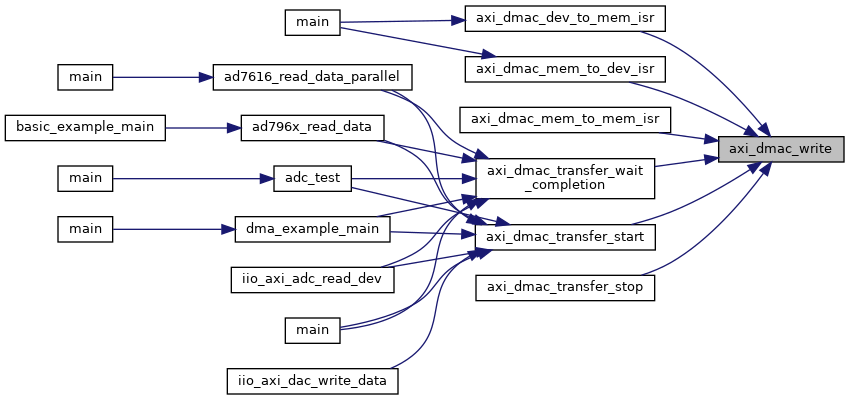 main
axi_dmac_dev_to_mem_isr
axi_dmac_mem_to_dev_isr
main
ad7616_read_data_parallel
axi_dmac_mem_to_mem_isr
basic_example_main
ad796x_read_data
axi_dmac_write
axi_dmac_transfer_wait
_completion
main
adc_test
main
dma_example_main
axi_dmac_transfer_start
iio_axi_adc_read_dev
axi_dmac_transfer_stop
main
iio_axi_dac_write_data